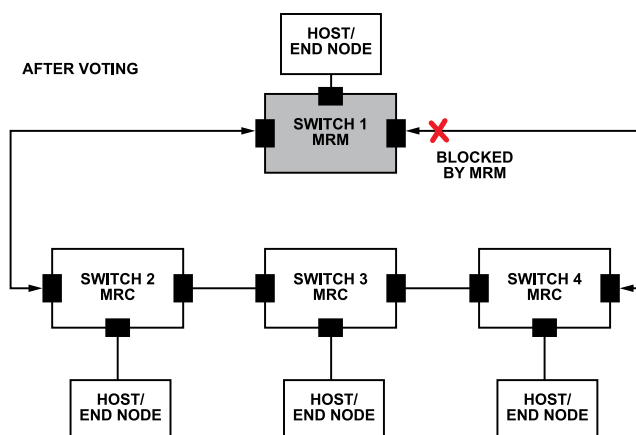 HOST/
END NODE
AFTER VOTING
SWITCH 1
MRM
BLOCKED
BY MRM
SWITCH 2
MRC
SWITCH 3
MRC
SWITCH 4
MRC
HOST/
END NODE
HOST/
END NODE
HOST/
END NODE